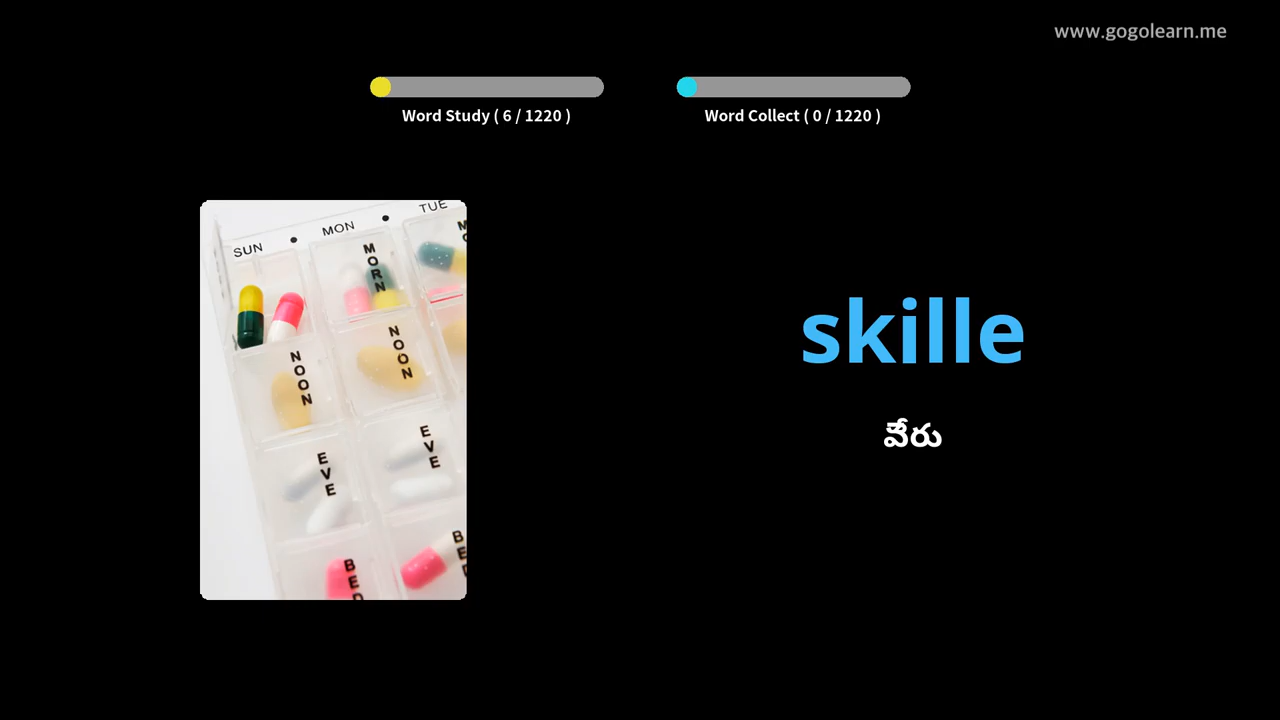 www.gogolearn.me
Word Study ( 6 / 1220 )
Word Collect ( 0 / 1220 )
SUN • MON • TUE
MORN
NOON
NOON
EVE
EVE
BED
skille
వేరు